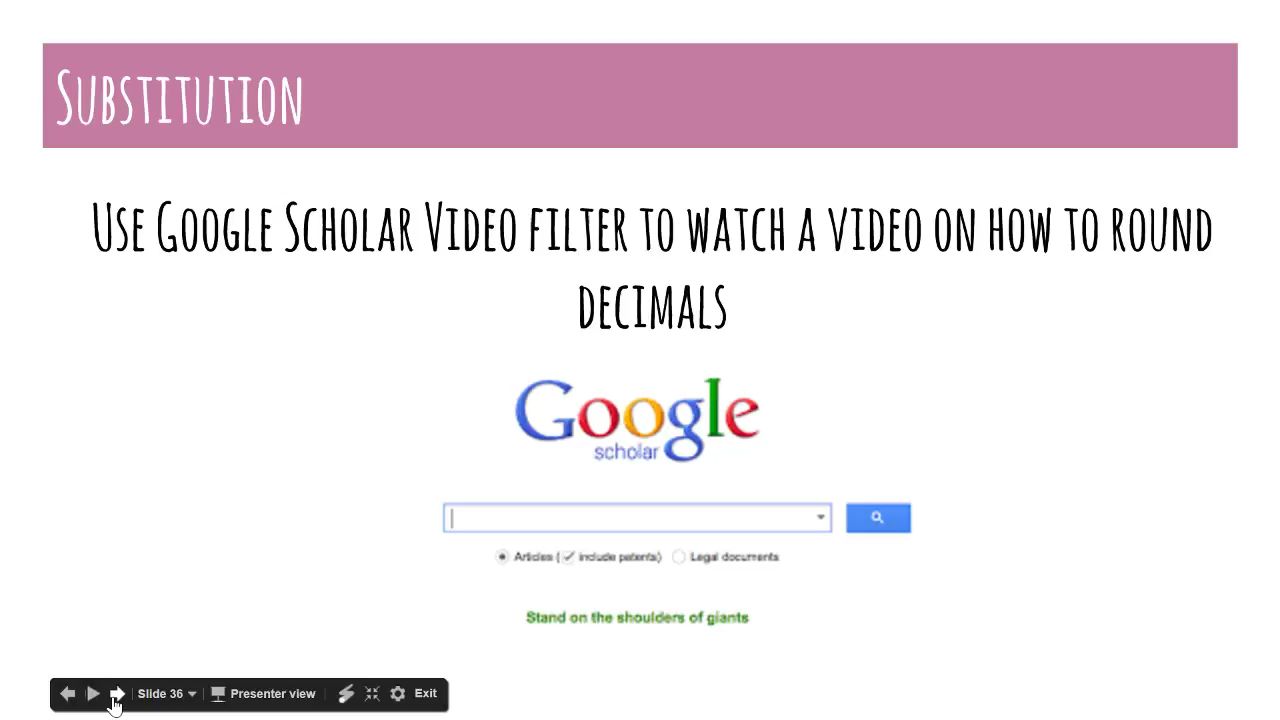 Substitution
Use Google Scholar Video filter to watch a video on how to round
decimals
Google
scholar
Articles (include patents) Legal documents
Stand on the shoulders of giants
Slide 36 Presenter view Exit